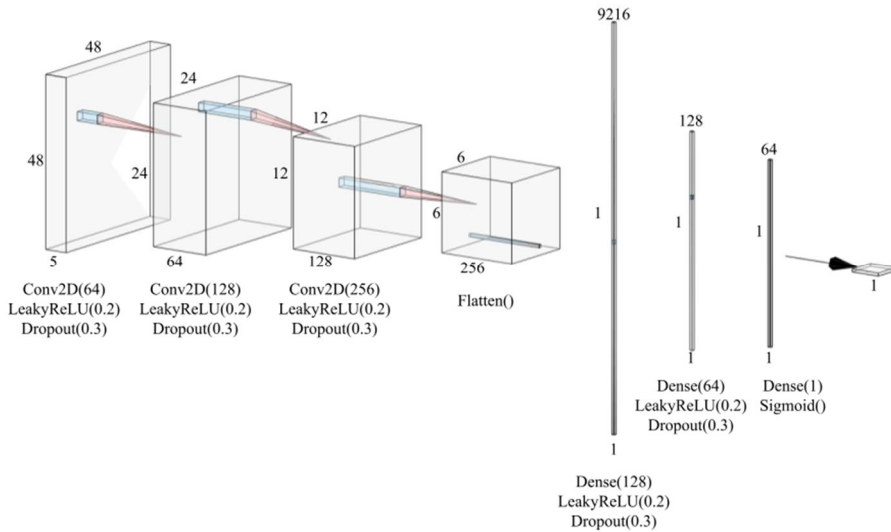 48
48
5
Conv2D(64)
LeakyReLU(0.2)
Dropout(0.3)
24
24
64
Conv2D(128)
LeakyReLU(0.2)
Dropout(0.3)
12
12
128
Conv2D(256)
LeakyReLU(0.2)
Dropout(0.3)
6
6
256
Flatten()
9216
1
1
Dense(128)
LeakyReLU(0.2)
Dropout(0.3)
128
1
1
Dense(64)
LeakyReLU(0.2)
Dropout(0.3)
64
1
1
Dense(1)
Sigmoid()
1